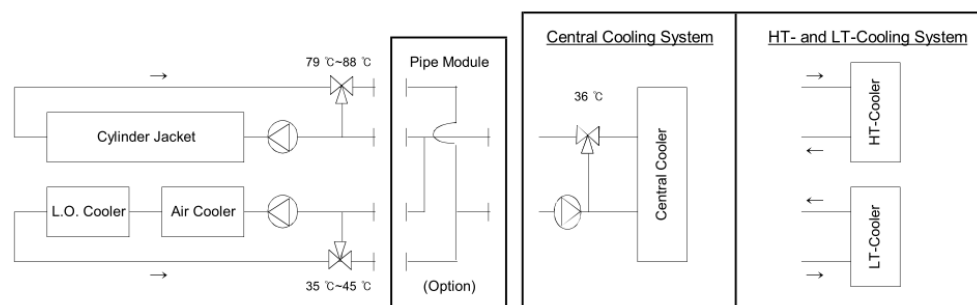 79 ℃~88 ℃
Cylinder Jacket
L.O. Cooler
Air Cooler
35 ℃~45 ℃
Pipe Module
(Option)
Central Cooling System
36 ℃
Central Cooler
HT- and LT-Cooling System
HT-Cooler
LT-Cooler